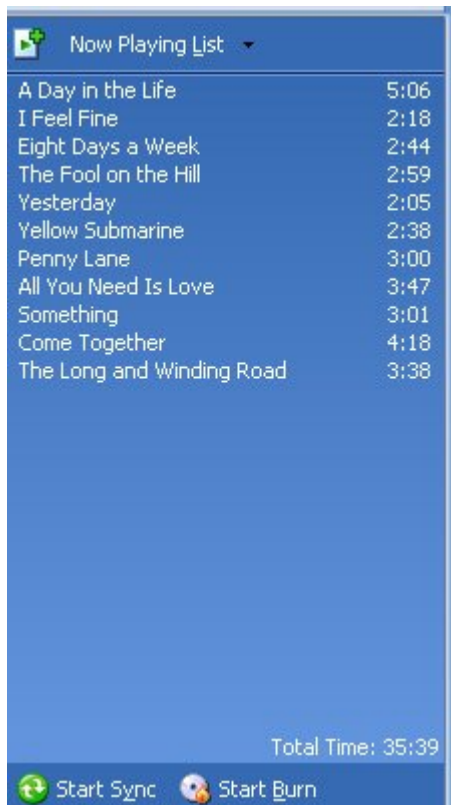 Now Playing List
A Day in the Life 5:06
I Feel Fine 2:18
Eight Days a Week 2:44
The Fool on the Hill 2:59
Yesterday 2:05
Yellow Submarine 2:38
Penny Lane 3:00
All You Need Is Love 3:47
Something 3:01
Come Together 4:18
The Long and Winding Road 3:38
Total Time: 35:39
Start Sync Start Burn